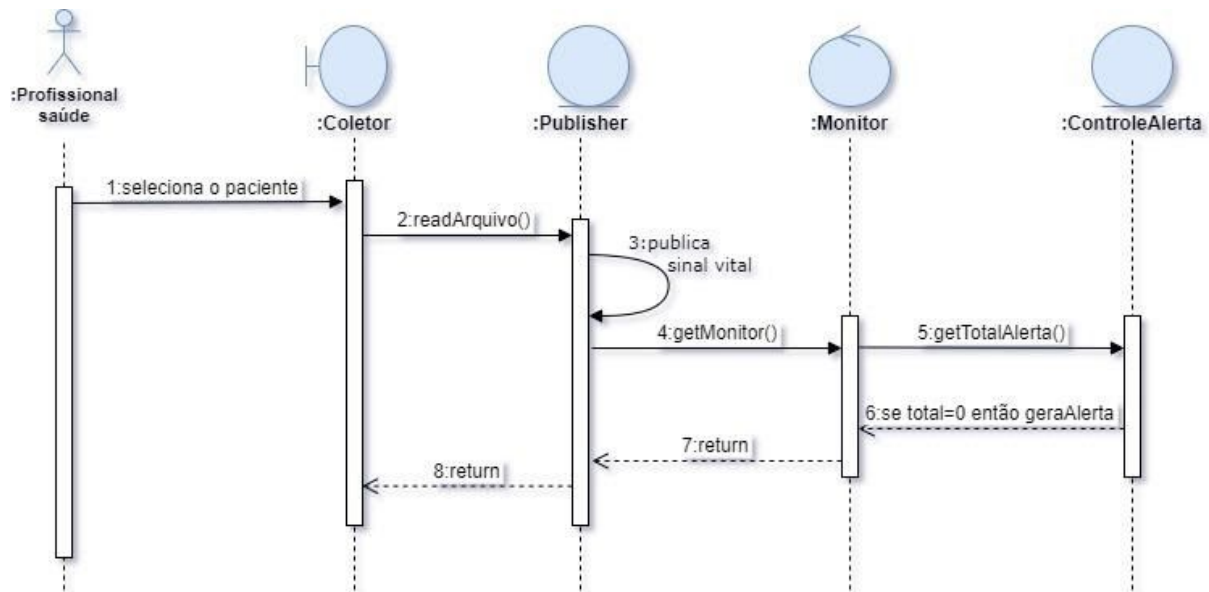 :Profissional
saúde
:Coletor
:Publisher
:Monitor
:ControleAlerta
1:seleciona o paciente
2:readArquivo()
3:publica
sinal vital
4:getMonitor()
5:getTotalAlerta()
6:se total=0 então geraAlerta
7:return
8:return